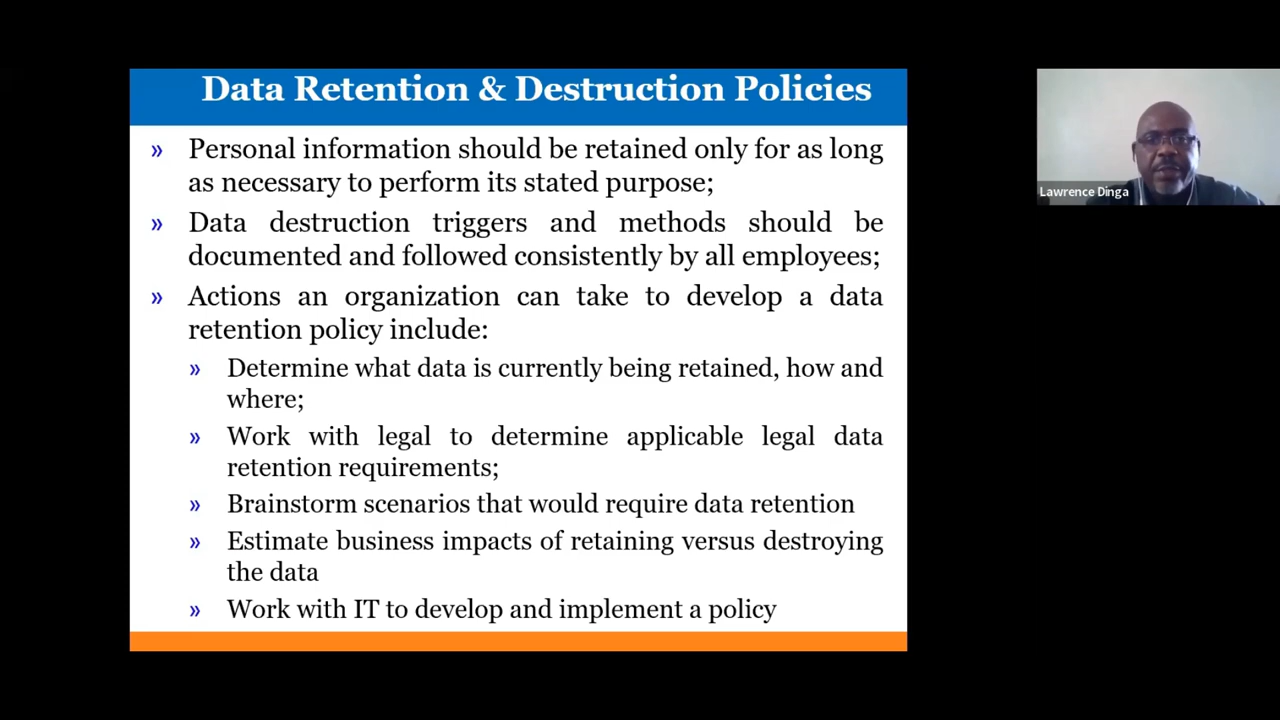 Data Retention & Destruction Policies
» Personal information should be retained only for as long
as necessary to perform its stated purpose;
» Data destruction triggers and methods should be
documented and followed consistently by all employees;
» Actions an organization can take to develop a data
retention policy include:
» Determine what data is currently being retained, how and
where;
» Work with legal to determine applicable legal data
retention requirements;
» Brainstorm scenarios that would require data retention
» Estimate business impacts of retaining versus destroying
the data
» Work with IT to develop and implement a policy
Lawrence Dinga